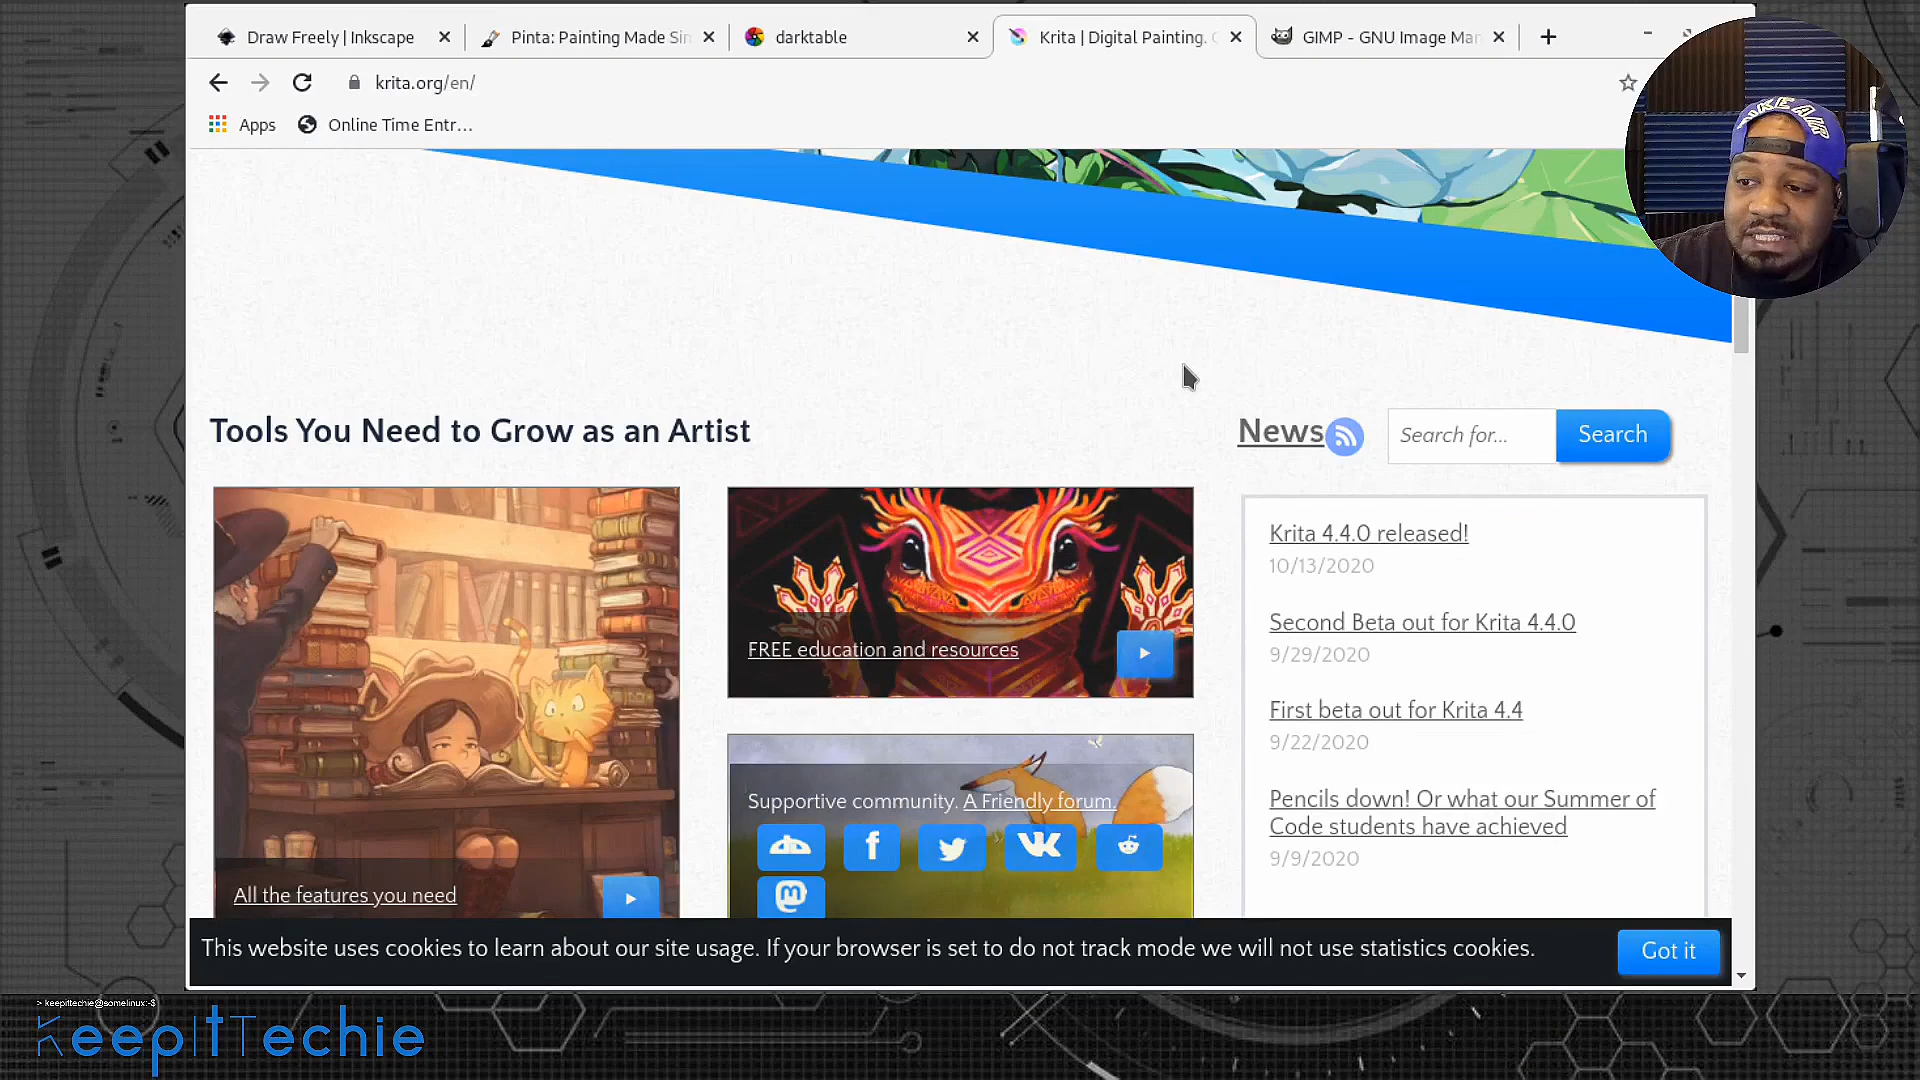 Draw Freely | Inkscape
Pinta: Painting Made Sim
darktable
Krita | Digital Painting.
GIMP - GNU Image Man
krita.org/en/
Apps
Online Time Entr...
NIKE AIR
Tools You Need to Grow as an Artist
News
Search for...
Search
Krita 4.4.0 released!
10/13/2020
Second Beta out for Krita 4.4.0
9/29/2020
First beta out for Krita 4.4
9/22/2020
Pencils down! Or what our Summer of
Code students have achieved
9/9/2020
FREE education and resources
Supportive community. A Friendly forum.
All the features you need
This website uses cookies to learn about our site usage. If your browser is set to do not track mode we will not use statistics cookies.
Got it
> keepittechie@somelinux:~$
KeepItTechie